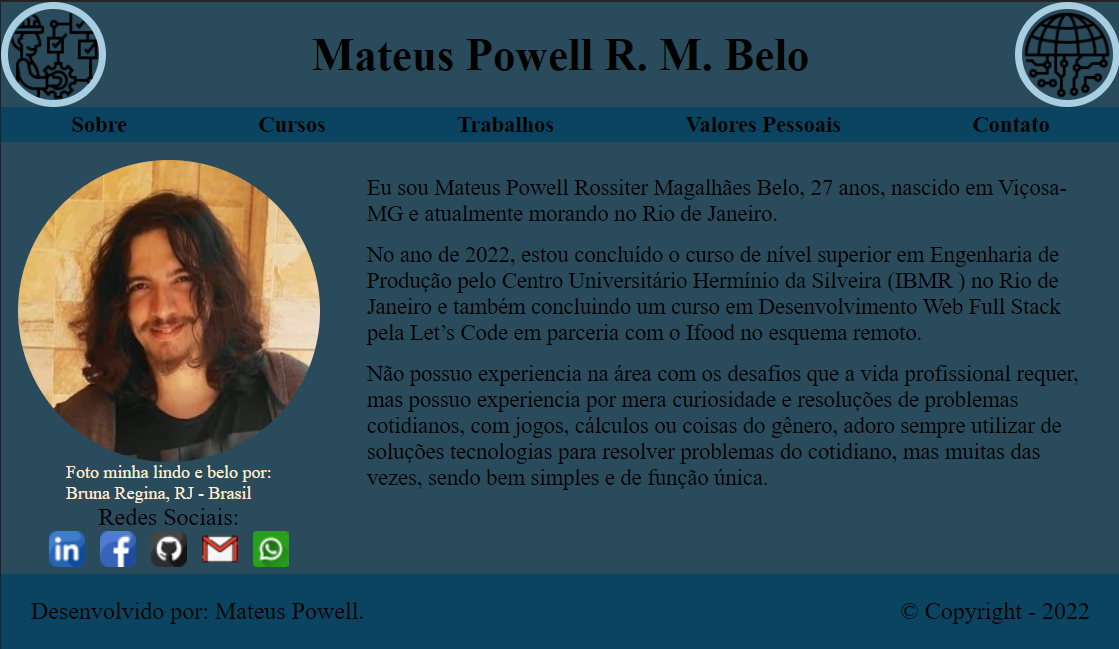 Mateus Powell R. M. Belo
Sobre Cursos Trabalhos Valores Pessoais Contato
Eu sou Mateus Powell Rossiter Magalhães Belo, 27 anos, nascido em Viçosa-
MG e atualmente morando no Rio de Janeiro.
No ano de 2022, estou concluído o curso de nível superior em Engenharia de
Produção pelo Centro Universitário Hermínio da Silveira (IBMR ) no Rio de
Janeiro e também concluindo um curso em Desenvolvimento Web Full Stack
pela Let’s Code em parceria com o Ifood no esquema remoto.
Não possuo experiencia na área com os desafios que a vida profissional requer,
mas possuo experiencia por mera curiosidade e resoluções de problemas
cotidianos, com jogos, cálculos ou coisas do gênero, adoro sempre utilizar de
soluções tecnologias para resolver problemas do cotidiano, mas muitas das
vezes, sendo bem simples e de função única.
Foto minha lindo e belo por:
Bruna Regina, RJ - Brasil
Redes Sociais:
in f M
Desenvolvido por: Mateus Powell. © Copyright - 2022